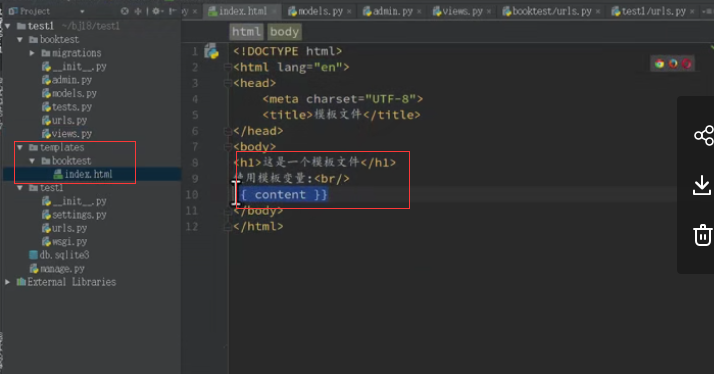 Project
index.html × models.py × admin.py × views.py × booktest/urls.py × test1/urls.py ×
test1 ~/bj18/test1
booktest
migrations
__init__.py
admin.py
models.py
tests.py
urls.py
views.py
templates
booktest
index.html
test1
__init__.py
settings.py
urls.py
wsgi.py
db.sqlite3
manage.py
External Libraries
html body
1 <!DOCTYPE html>
2 <html lang="en">
3 <head>
4 <meta charset="UTF-8">
5 <title>模板文件</title>
6 </head>
7 <body>
8 <h1>这是一个模板文件</h1>
9 使用模板变量:<br/>
10 { content }}
11 </body>
12 </html>